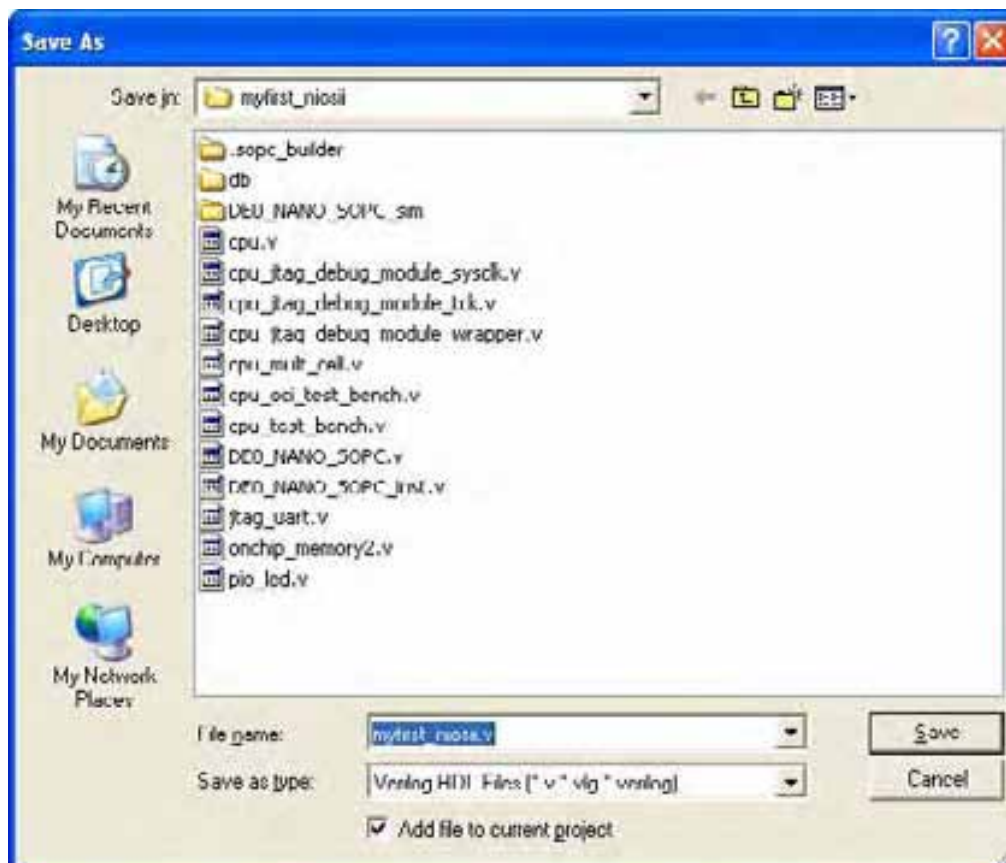 Save As
Save in:
myfirst_niosii
.sopc_builder
db
DE0_NANO_SOPC_sim
cpu.v
cpu_jtag_debug_module_sysclk.v
cpu_jtag_debug_module_tck.v
cpu_jtag_debug_module_wrapper.v
cpu_mult_cell.v
cpu_oci_test_bench.v
cpu_test_bench.v
DE0_NANO_SOPC.v
DE0_NANO_SOPC_inst.v
jtag_uart.v
onchip_memory2.v
pio_led.v
My Recent
Documents
Desktop
My Documents
My Computer
My Network
Places
File name:
myfirst_niosii.v
Save
Save as type:
Verilog HDL Files (*.v *.vlg *.verilog)
Cancel
Add file to current project